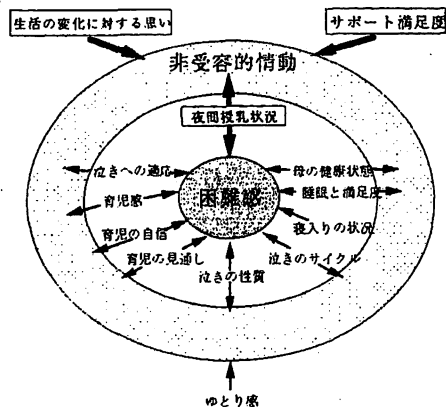 生活の変化に対する思い
サポート満足度
非受容的情動
夜間授乳状況
泣きへの適応
母の健康状態
育児感
困難感
睡眠と満足度
育児の自信
寝入りの状況
育児の見通し
泣きのサイクル
泣きの性質
ゆとり感